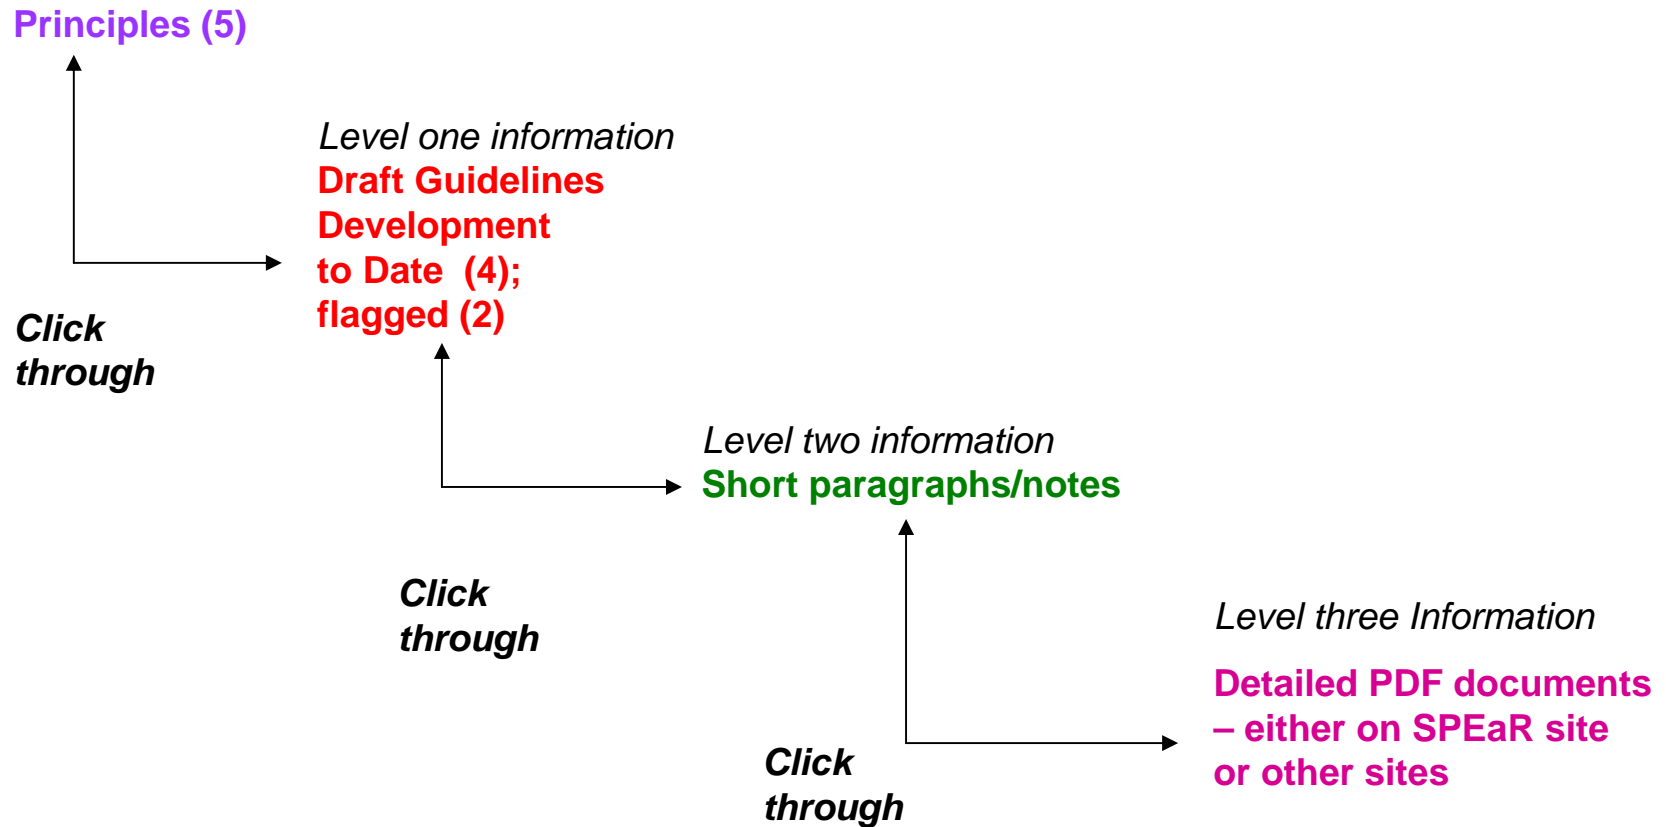 Principles (5)
Level one information
Draft Guidelines
Development
to Date (4);
flagged (2)
Click
through
Level two information
Short paragraphs/notes
Click
through
Level three Information
Detailed PDF documents
– either on SPEaR site
or other sites
Click
through